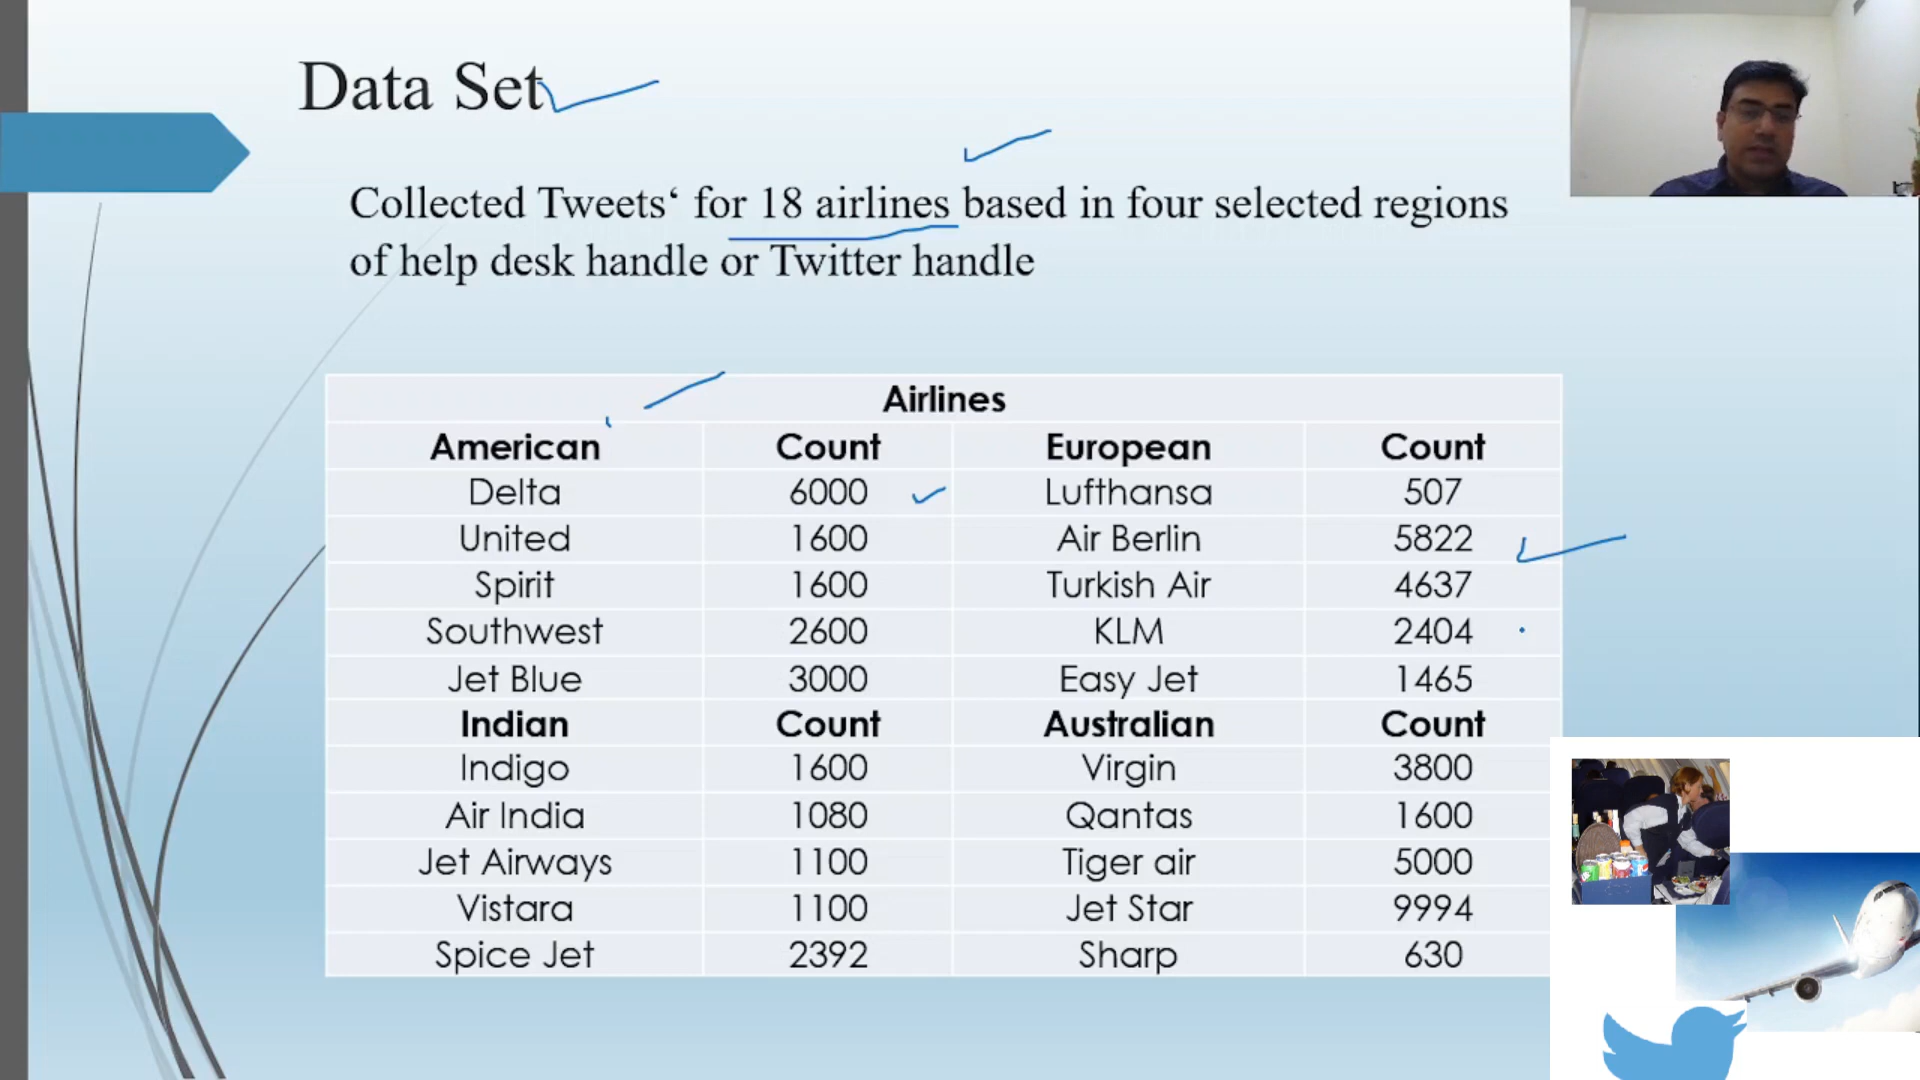 Data Set
Collected Tweets‘ for 18 airlines based in four selected regions
of help desk handle or Twitter handle
Airlines
American Count European Count
Delta 6000 Lufthansa 507
United 1600 Air Berlin 5822
Spirit 1600 Turkish Air 4637
Southwest 2600 KLM 2404
Jet Blue 3000 Easy Jet 1465
Indian Count Australian Count
Indigo 1600 Virgin 3800
Air India 1080 Qantas 1600
Jet Airways 1100 Tiger air 5000
Vistara 1100 Jet Star 9994
Spice Jet 2392 Sharp 630